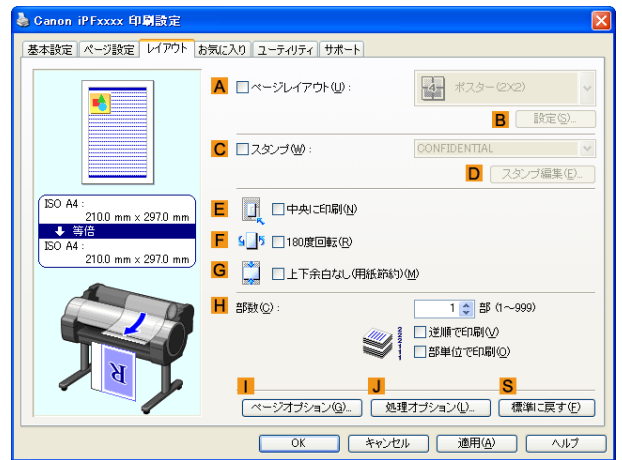 Canon iPFxxxx 印刷設定
基本設定 ページ設定 レイアウト お気に入り ユーティリティ サポート
A ページレイアウト(U) : 4 ポスター(2X2)
B 設定(S)...
C スタンプ(W) : CONFIDENTIAL
D スタンプ編集(E)...
ISO A4 :
210.0 mm x 297.0 mm
等倍
ISO A4 :
210.0 mm x 297.0 mm
E 中央に印刷(N)
F 180度回転(R)
G 上下余白なし(用紙節約)(M)
H 部数(C) : 1 部 (1～999)
逆順で印刷(V)
部単位で印刷(O)
R
I J S
ページオプション(G)... 処理オプション(L)... 標準に戻す(F)
OK キャンセル 適用(A) ヘルプ